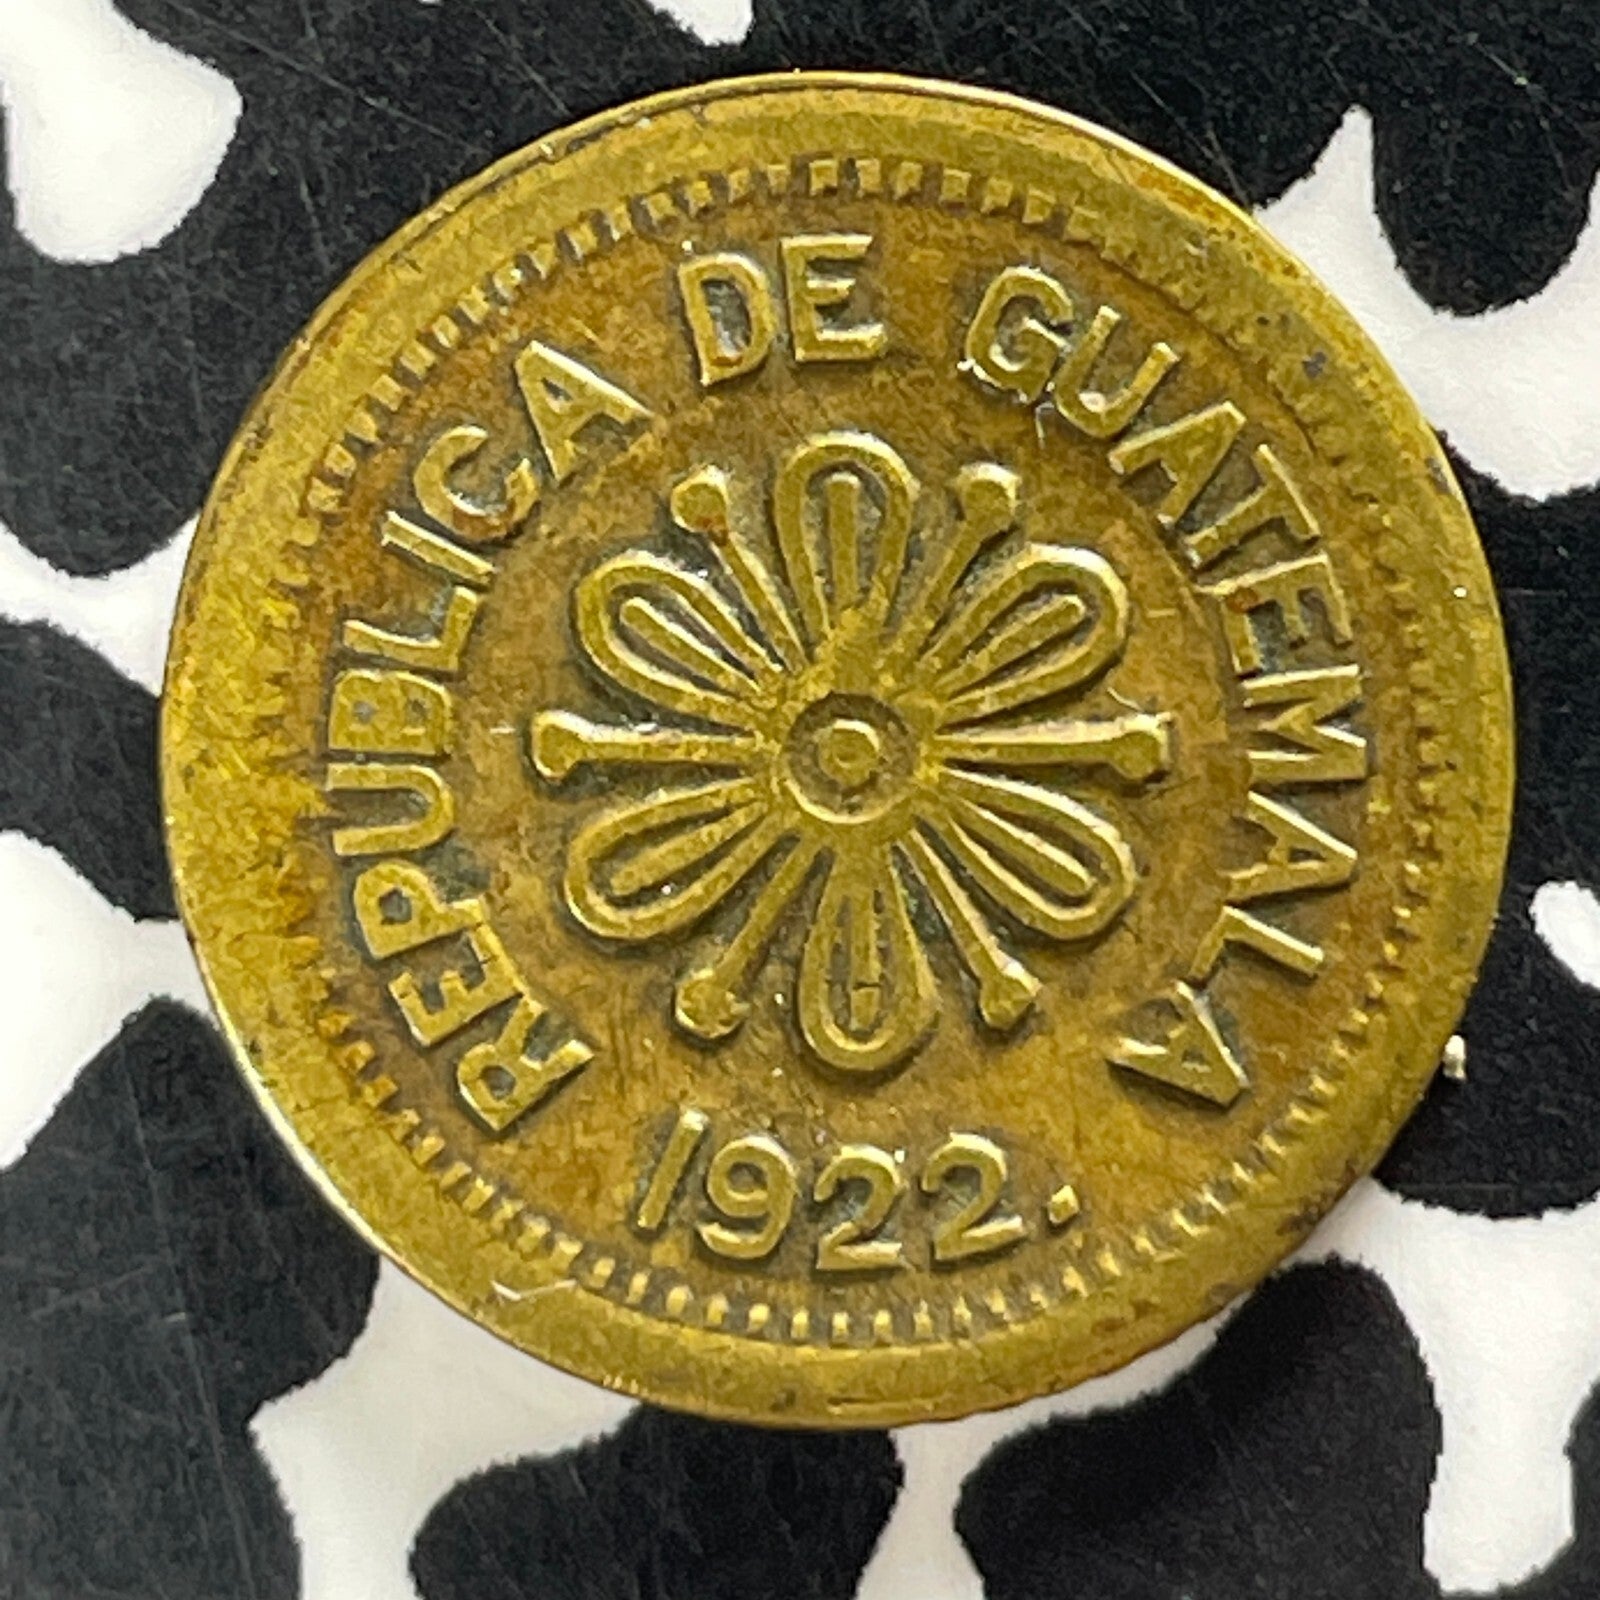 REPUBLICA DE GUATEMALA
1922.